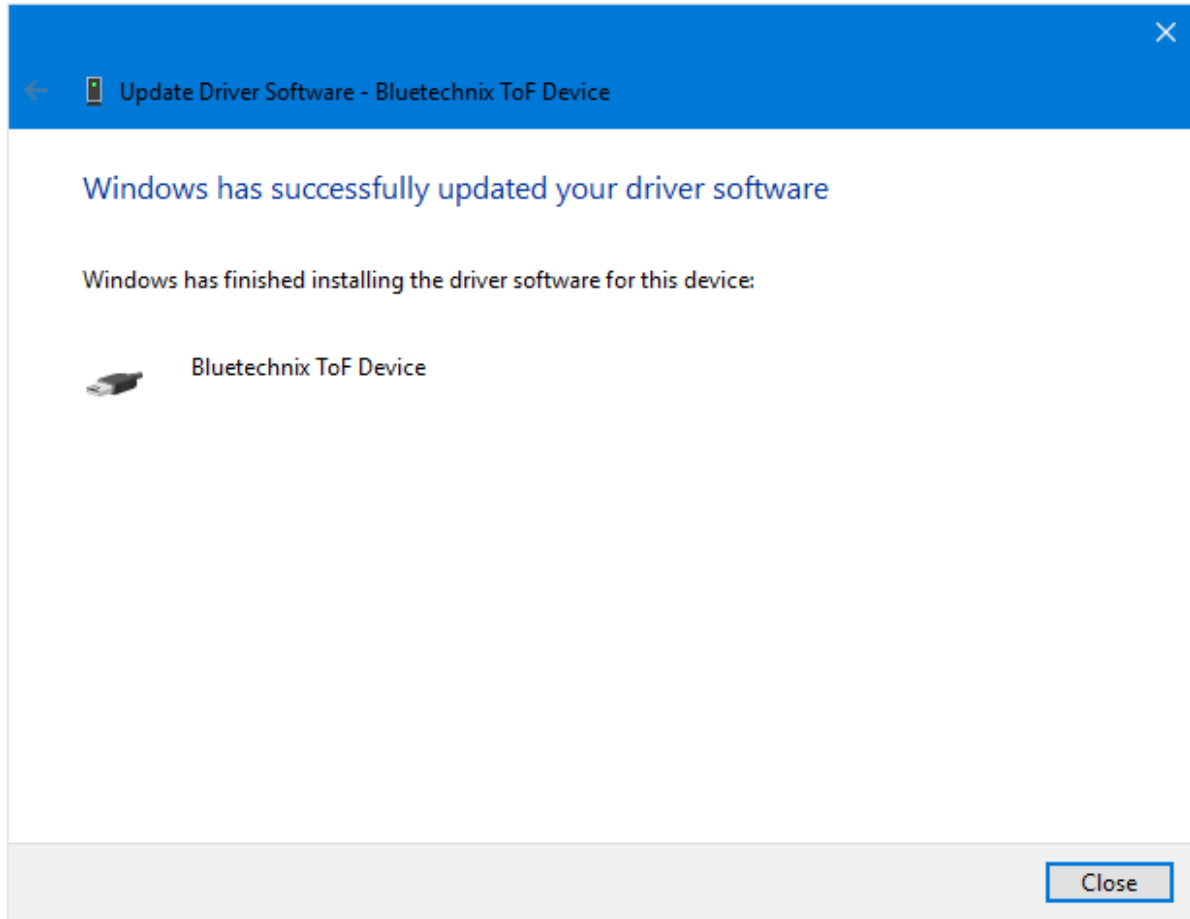 Update Driver Software - Bluetechnix ToF Device
Windows has successfully updated your driver software
Windows has finished installing the driver software for this device:
Bluetechnix ToF Device
Close